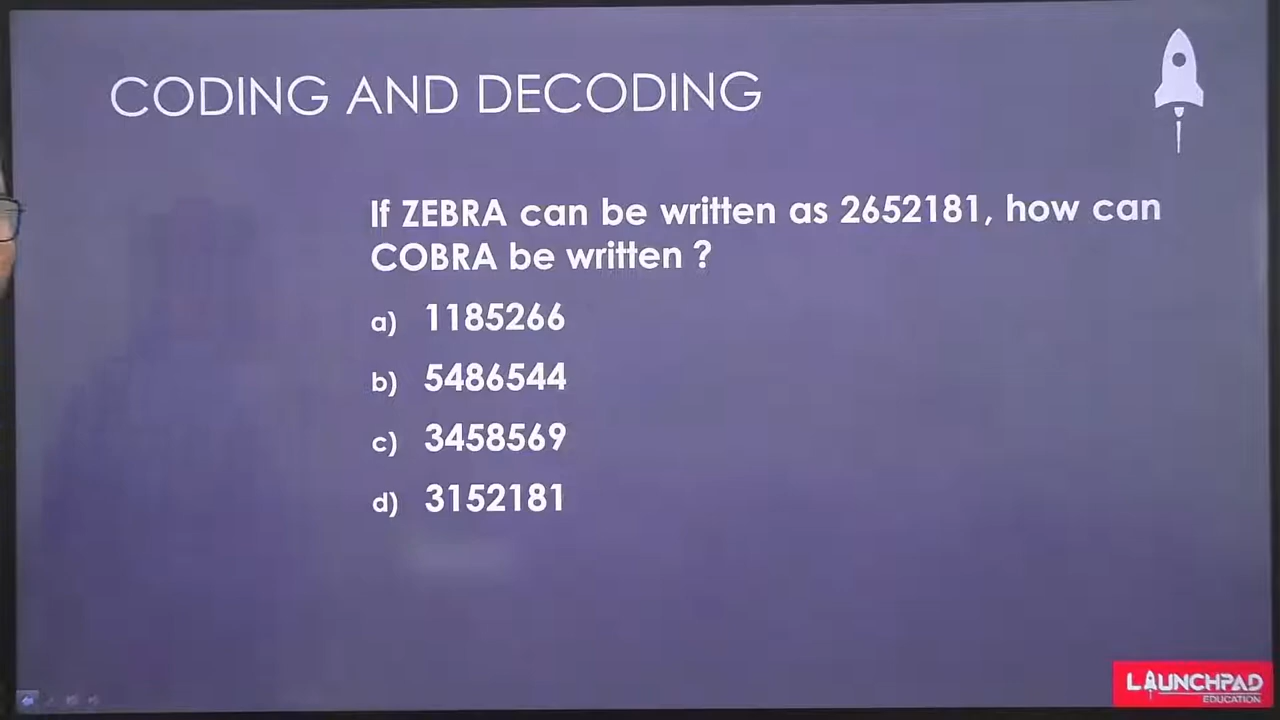 CODING AND DECODING
If ZEBRA can be written as 2652181, how can
COBRA be written ?
a) 1185266
b) 5486544
c) 3458569
d) 3152181
LAUNCHPAD
EDUCATION